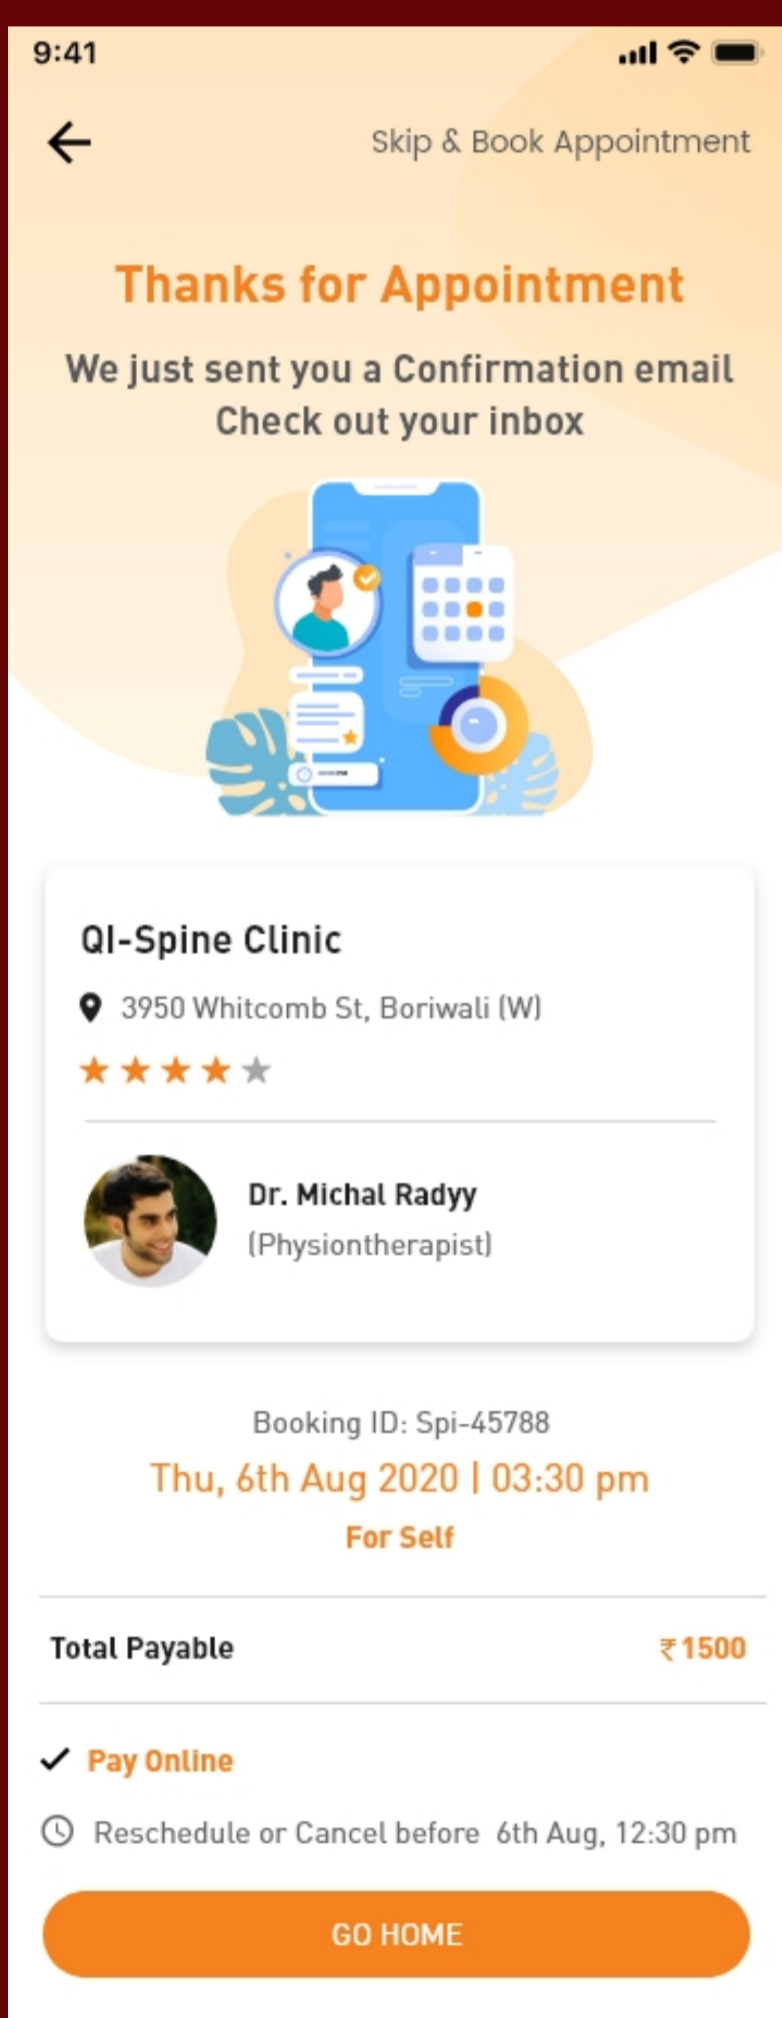 9:41
Skip & Book Appointment
Thanks for Appointment
We just sent you a Confirmation email
Check out your inbox
QI-Spine Clinic
3950 Whitcomb St, Boriwali (W)
Dr. Michal Radyy
(Physiontherapist)
Booking ID: Spi-45788
Thu, 6th Aug 2020 | 03:30 pm
For Self
Total Payable ₹1500
Pay Online
Reschedule or Cancel before 6th Aug, 12:30 pm
GO HOME